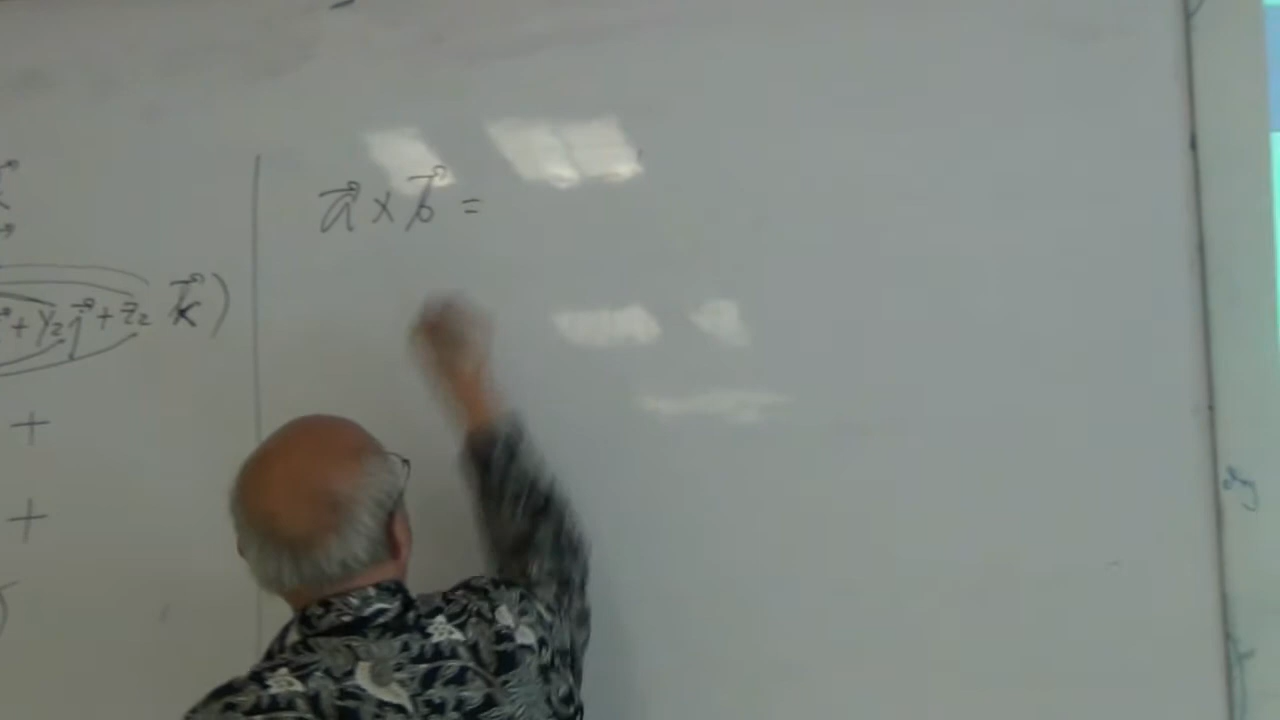 + y₂ j⃗ + z₂ k⃗ )
+
+
a⃗ × b⃗ =